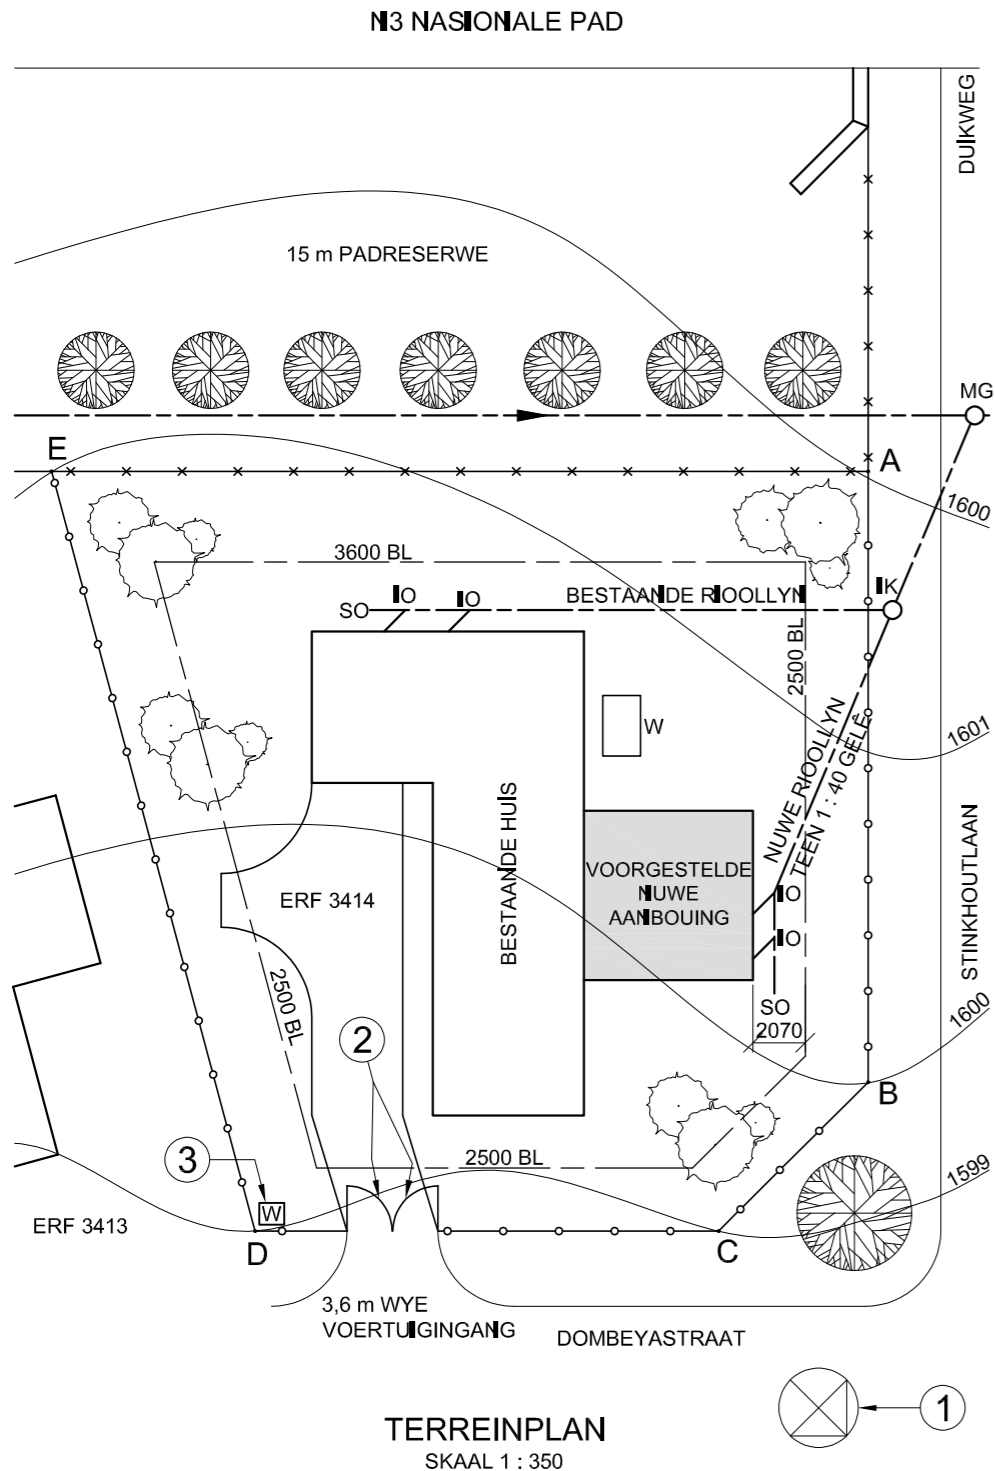 N3 NASIONALE PAD
DUIKWEG
15 m PADRESERWE
MG
E
A
1600
3600 BL
IO
IO
SO
BESTAANDE RIOOLLYN
IK
2500 BL
W
1601
NUWE RIOOLLYN
TEEN 1 : 40 GELÊ
BESTAANDE HUIS
VOORGESTELDE
NUWE
AANBOUING
ERF 3414
IO
IO
STINKHOUTLAAN
2500 BL
SO
2070
1600
2
B
3
2500 BL
1599
W
ERF 3413
D
C
3,6 m WYE
VOERTUIGINGANG
DOMBEYASTRAAT
1
TERREINPLAN
SKAAL 1 : 350